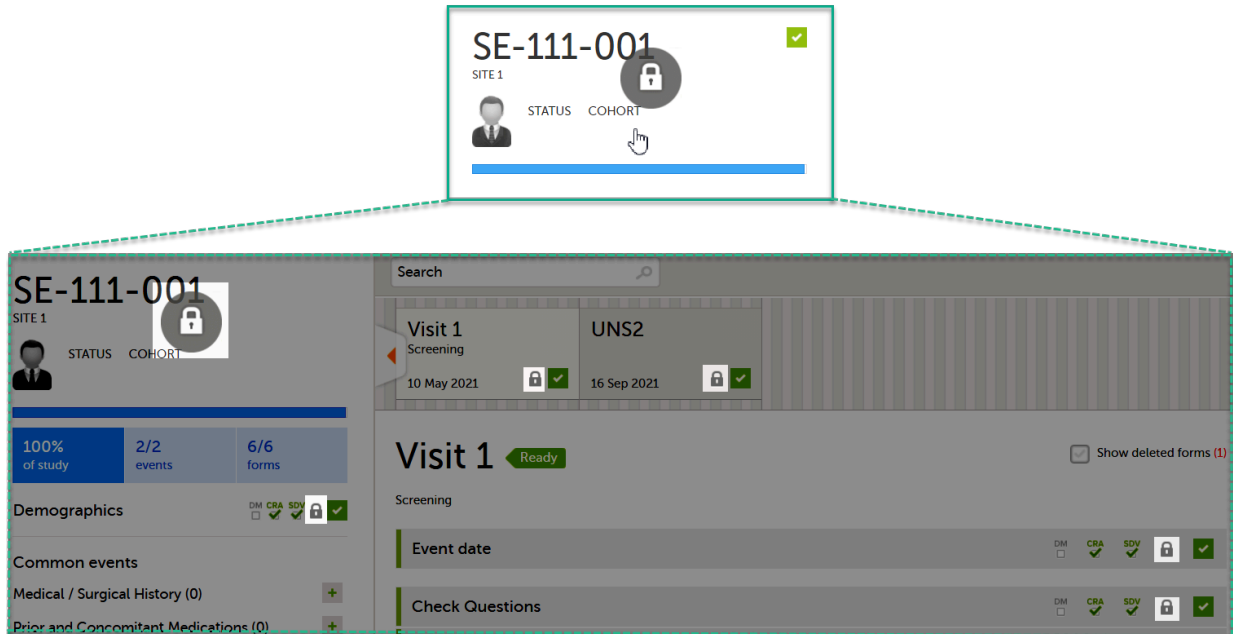 SE-111-001
SITE 1
STATUS COHORT
SE-111-001
SITE 1
STATUS COHORT
100%
of study
2/2
events
6/6
forms
Demographics
DM CRA SDV
Common events
Medical / Surgical History (0)
Prior and Concomitant Medications (0)
Search
Visit 1
Screening
10 May 2021
UNS2
16 Sep 2021
Visit 1
Ready
Show deleted forms (1)
Screening
Event date
DM CRA SDV
Check Questions
DM CRA SDV